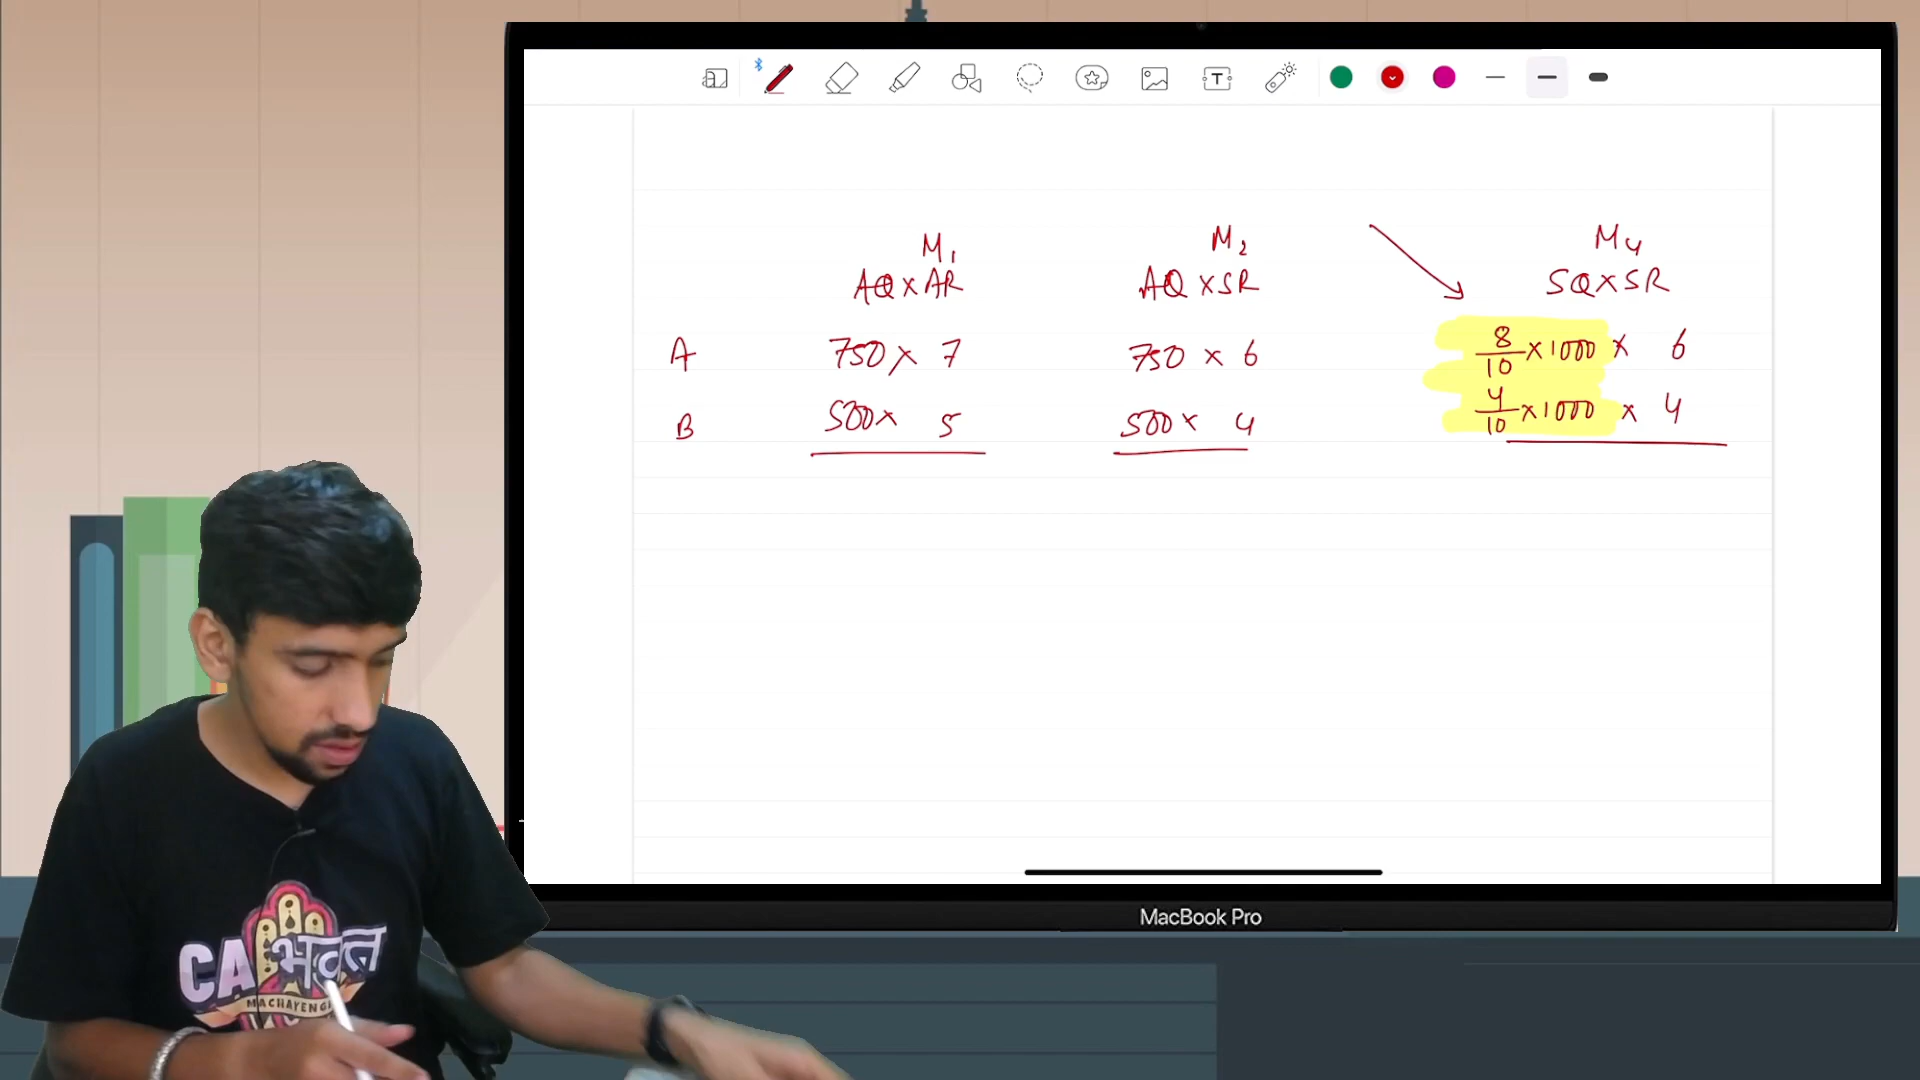 M₁ M₂ M₄
AQ×AR AQ×SR SQ×SR
A 750 × 7 750 × 6 8/10 ×1000 × 6
B 500× 5 500× 4 4/10 ×1000 × 4
MacBook Pro
CA भक्त
MACHAYENGE